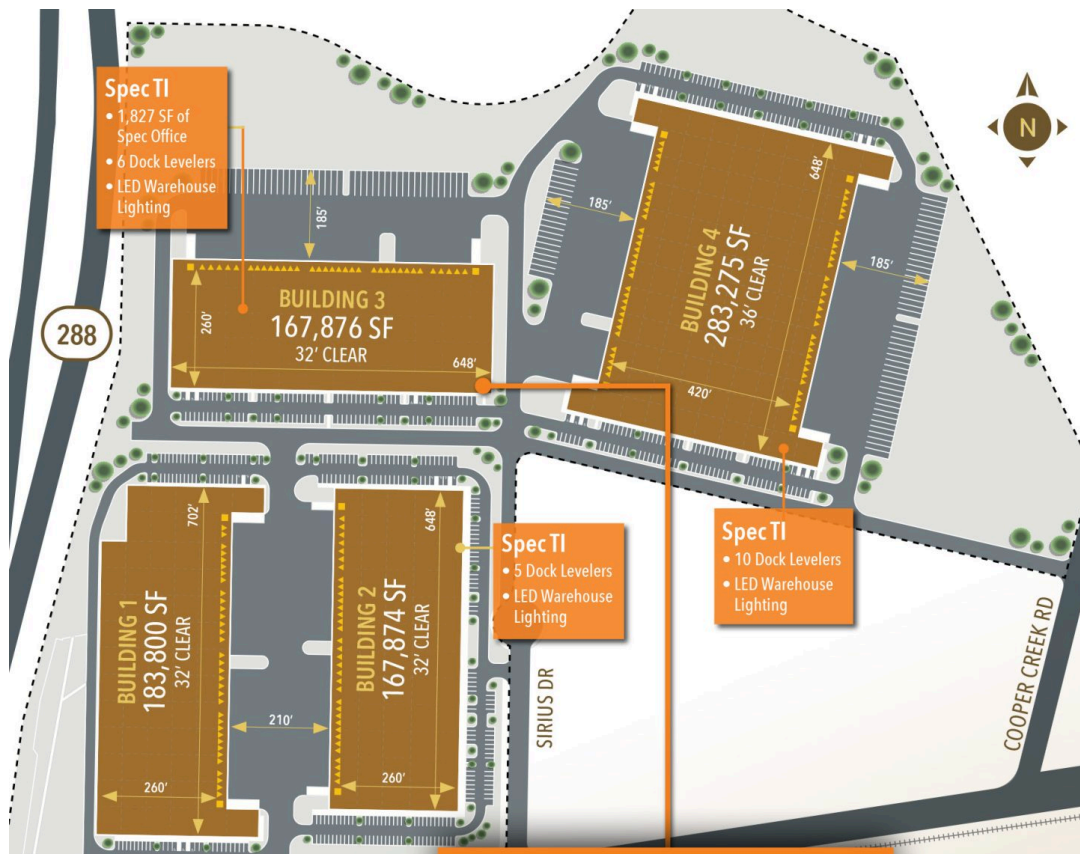 Spec TI
• 1,827 SF of
Spec Office
• 6 Dock Levelers
• LED Warehouse
Lighting
N
185'
648'
185'
185'
BUILDING 4
283,275 SF
36' CLEAR
420'
288
BUILDING 3
167,876 SF
32' CLEAR
260'
648'
702'
BUILDING 1
183,800 SF
32' CLEAR
260'
210'
648'
BUILDING 2
167,874 SF
32' CLEAR
260'
Spec TI
• 5 Dock Levelers
• LED Warehouse
Lighting
Spec TI
• 10 Dock Levelers
• LED Warehouse
Lighting
SIRIUS DR
COOPER CREEK RD